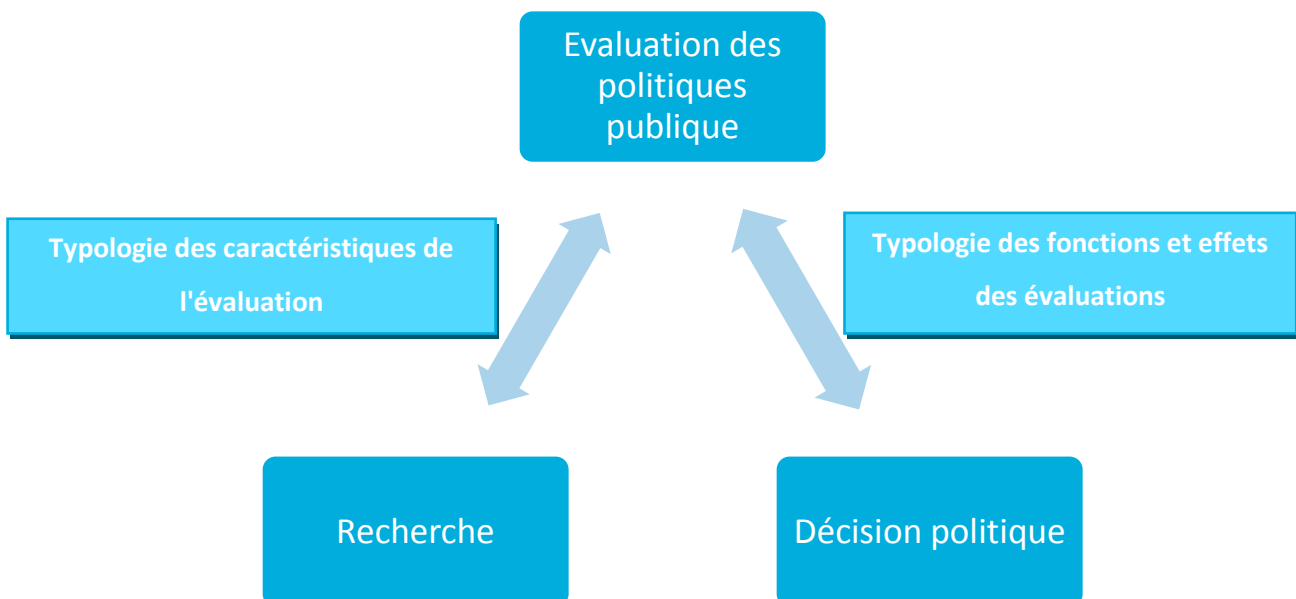 Evaluation des
politiques
publique
Typologie des caractéristiques de
l'évaluation
Typologie des fonctions et effets
des évaluations
Recherche
Décision politique